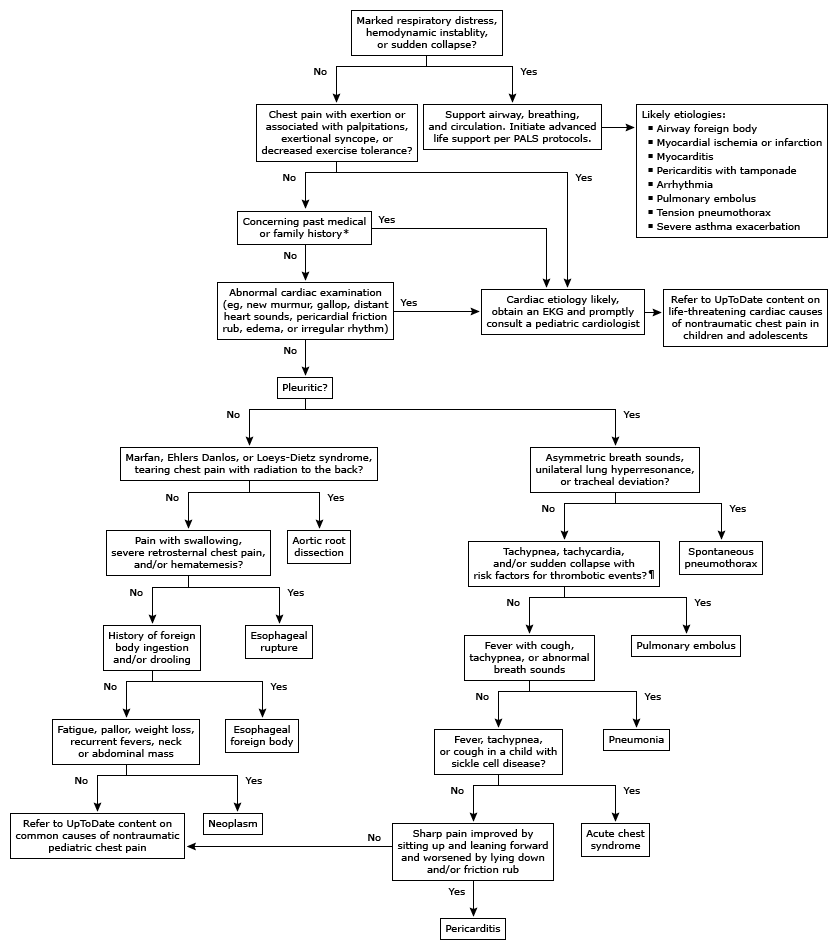 Marked respiratory distress,
hemodynamic instablity,
or sudden collapse?
No
Yes
Chest pain with exertion or
associated with palpitations,
exertional syncope, or
decreased exercise tolerance?
Support airway, breathing,
and circulation. Initiate advanced
life support per PALS protocols.
Likely etiologies:
▪ Airway foreign body
▪ Myocardial ischemia or infarction
▪ Myocarditis
▪ Pericarditis with tamponade
▪ Arrhythmia
▪ Pulmonary embolus
▪ Tension pneumothorax
▪ Severe asthma exacerbation
No
Yes
Concerning past medical
or family history*
Yes
No
Abnormal cardiac examination
(eg, new murmur, gallop, distant
heart sounds, pericardial friction
rub, edema, or irregular rhythm)
Yes
Cardiac etiology likely,
obtain an EKG and promptly
consult a pediatric cardiologist
Refer to UpToDate content on
life-threatening cardiac causes
of nontraumatic chest pain in
children and adolescents
No
Pleuritic?
No
Yes
Marfan, Ehlers Danlos, or Loeys-Dietz syndrome,
tearing chest pain with radiation to the back?
Asymmetric breath sounds,
unilateral lung hyperresonance,
or tracheal deviation?
No
Yes
No
Yes
Pain with swallowing,
severe retrosternal chest pain,
and/or hematemesis?
Aortic root
dissection
Tachypnea, tachycardia,
and/or sudden collapse with
risk factors for thrombotic events?¶
Spontaneous
pneumothorax
No
Yes
No
Yes
History of foreign
body ingestion
and/or drooling
Esophageal
rupture
Fever with cough,
tachypnea, or abnormal
breath sounds
Pulmonary embolus
No
Yes
No
Yes
Fatigue, pallor, weight loss,
recurrent fevers, neck
or abdominal mass
Esophageal
foreign body
Fever, tachypnea,
or cough in a child with
sickle cell disease?
Pneumonia
No
Yes
No
Yes
Refer to UpToDate content on
common causes of nontraumatic
pediatric chest pain
Neoplasm
No
Sharp pain improved by
sitting up and leaning forward
and worsened by lying down
and/or friction rub
Acute chest
syndrome
Yes
Pericarditis